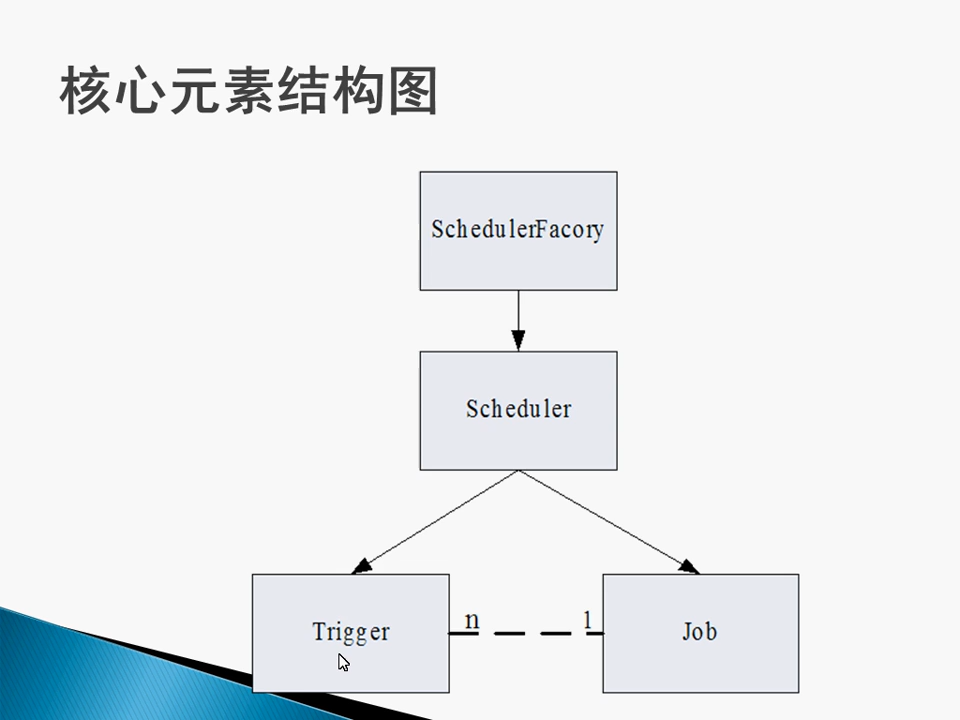 核心元素结构图
SchedulerFacory
Scheduler
n
1
Trigger
Job